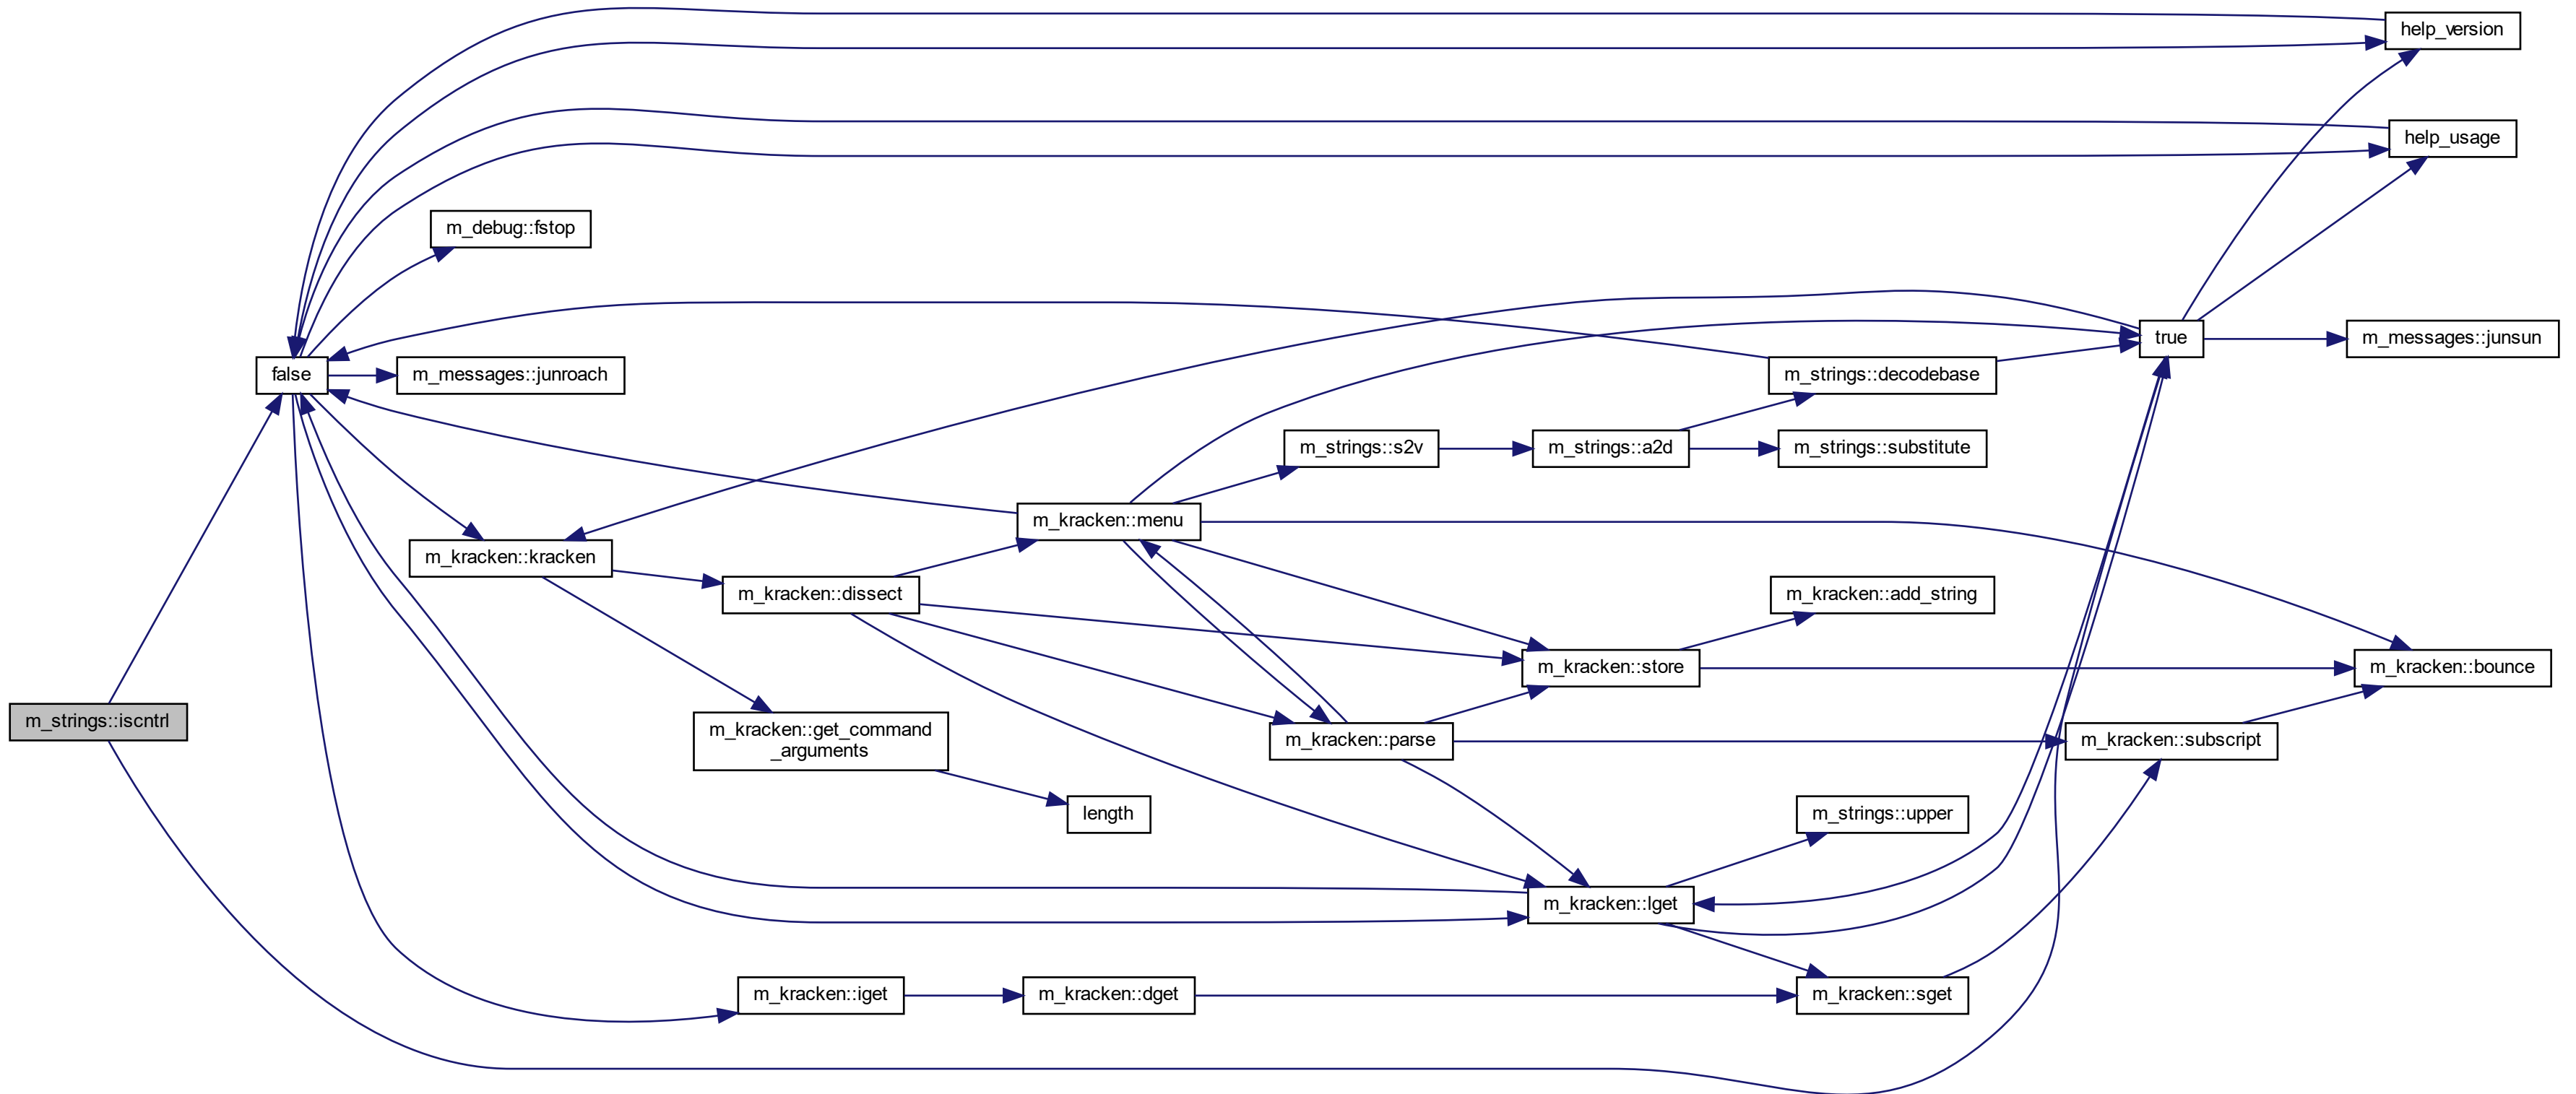 help_version
help_usage
m_debug::fstop
true
m_messages::junsun
false
m_messages::junroach
m_strings::decodebase
m_strings::s2v
m_strings::a2d
m_strings::substitute
m_kracken::menu
m_kracken::kracken
m_kracken::dissect
m_kracken::add_string
m_kracken::store
m_kracken::bounce
m_strings::iscntrl
m_kracken::get_command
_arguments
m_kracken::parse
m_kracken::subscript
length
m_strings::upper
m_kracken::lget
m_kracken::iget
m_kracken::dget
m_kracken::sget